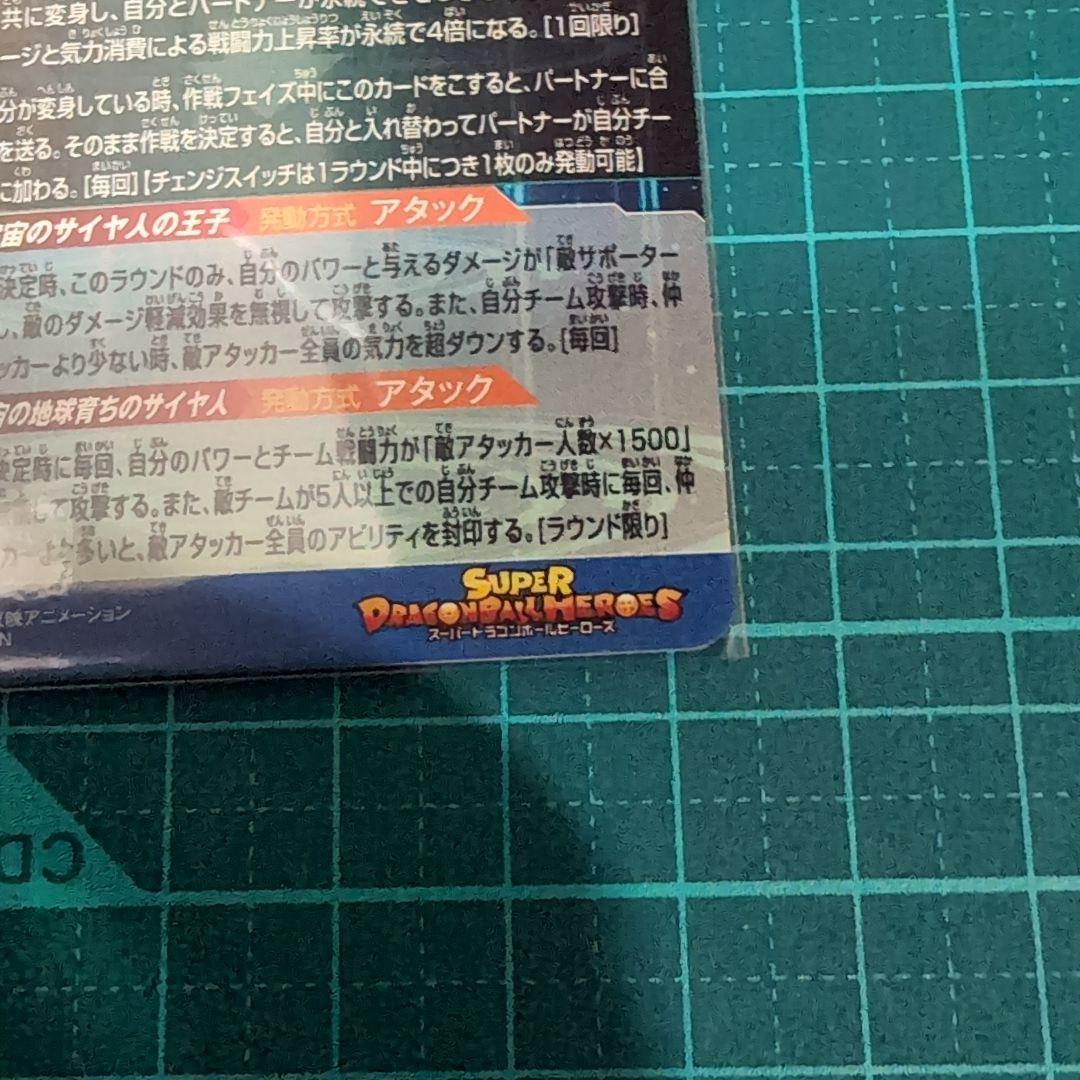 共に変身し、自分とパートナーが永続で
ージと気力消費による戦闘力上昇率が永続で4倍になる。[1回限り]
分が変身している時、作戦フェイズ中にこのカードをこすると、パートナーに合
を送る。そのまま作戦を決定すると、自分と入れ替わってパートナーが自分チー
に加わる。[毎回]【チェンジスイッチは1ラウンド中につき1枚のみ発動可能】
宙のサイヤ人の王子 発動方式 アタック
決定時、このラウンドのみ、自分のパワーと与えるダメージが「敵サポーター
し、敵のダメージ軽減効果を無視して攻撃する。また、自分チーム攻撃時、仲
ッカーより少ない時、敵アタッカー全員の気力を超ダウンする。[毎回]
宙の地球育ちのサイヤ人 発動方式 アタック
決定時に毎回、自分のパワーとチーム戦闘力が「敵アタッカー人数×1500」
して攻撃する。また、敵チームが5人以上での自分チーム攻撃時に毎回、仲
カーより多いと、敵アタッカー全員のアビリティを封印する。[ラウンド限り]
映アニメーション
N
SUPER
DRAGONBALL HEROES
スーパードラゴンボールヒーローズ